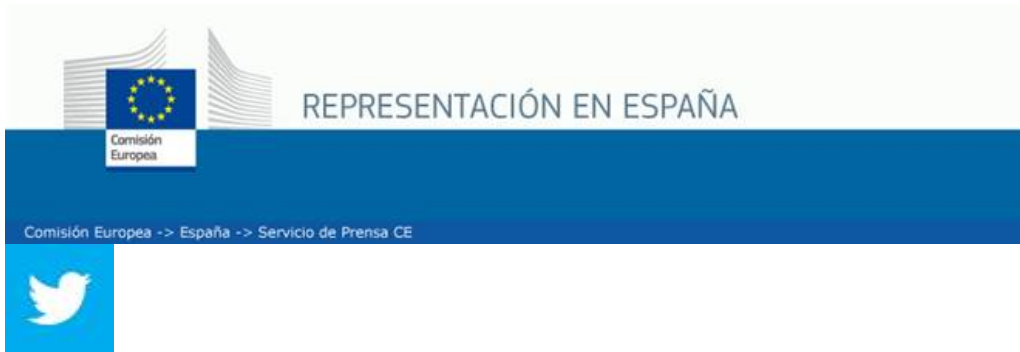 REPRESENTACIÓN EN ESPAÑA
Comisión
Europea
Comisión Europea -> España -> Servicio de Prensa CE